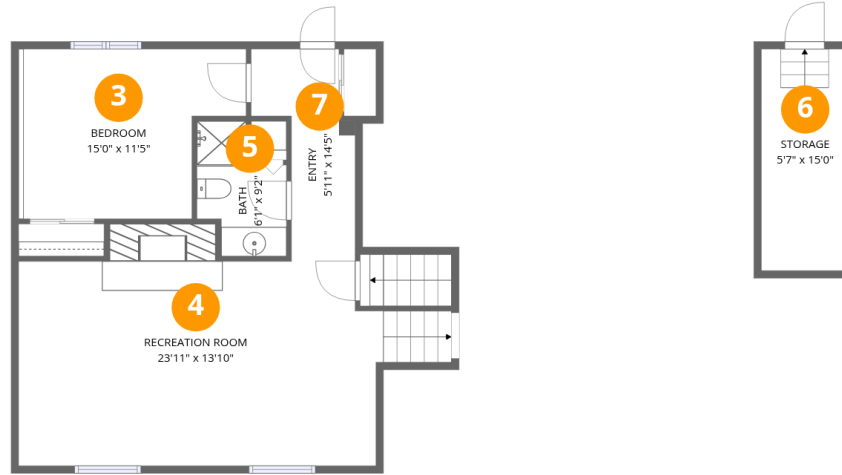 3
BEDROOM
15'0" x 11'5"
7
ENTRY
5'11" x 14'5"
5
BATH
6'1" x 9'2"
6
STORAGE
5'7" x 15'0"
4
RECREATION ROOM
23'11" x 13'10"